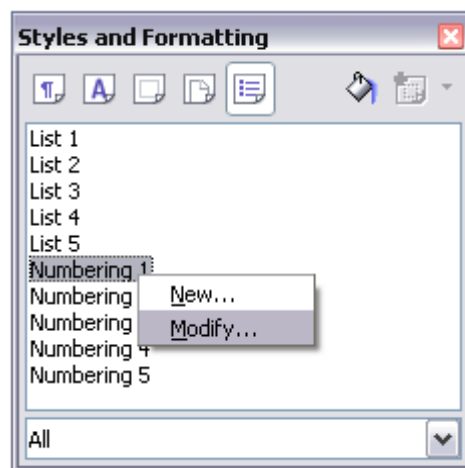 Styles and Formatting
List 1
List 2
List 3
List 4
List 5
Numbering 1
Numbering
New...
Numbering
Modify...
Numbering 4
Numbering 5
All